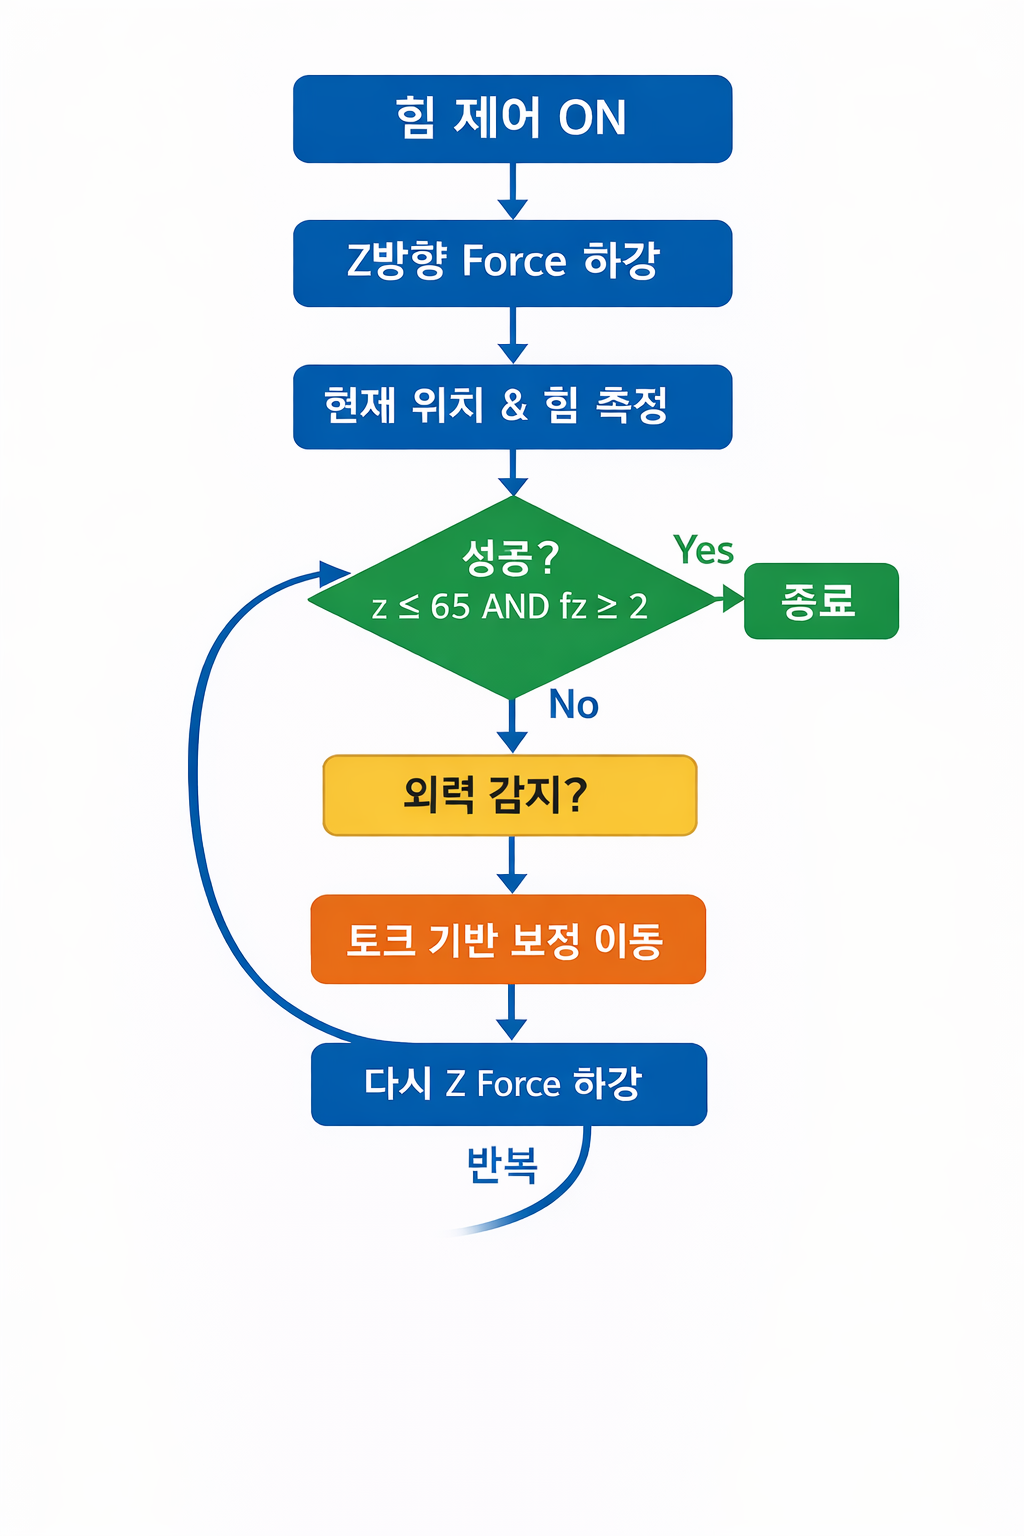 힘 제어 ON
Z방향 Force 하강
현재 위치 & 힘 측정
성공?
z ≤ 65 AND fz ≥ 2
Yes
종료
No
외력 감지?
토크 기반 보정 이동
다시 Z Force 하강
반복